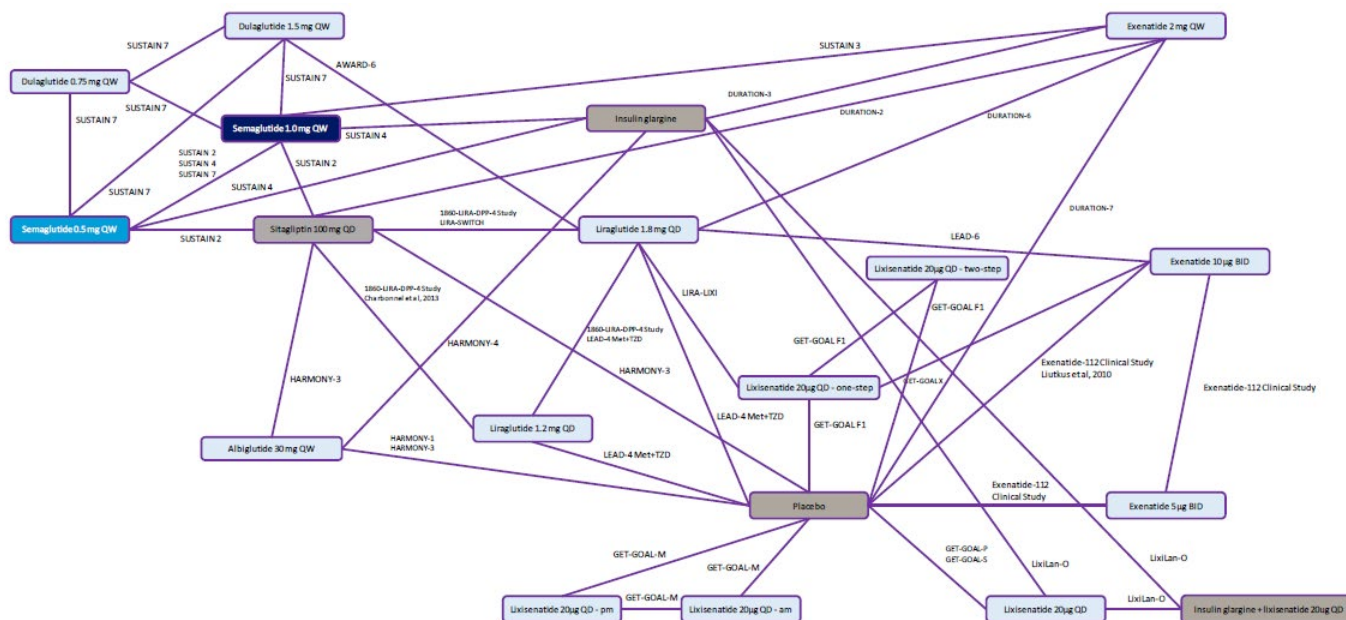 Dulaglutide 1.5 mg QW
Exenatide 2 mg QW
SUSTAIN 7
SUSTAIN 3
AWARD-6
Dulaglutide 0.75 mg QW
SUSTAIN 7
DURATION-3
SUSTAIN 7
DURATION-2
Insulin glargine
DURATION-6
SUSTAIN 7
Semaglutide 1.0 mg QW
SUSTAIN 4
SUSTAIN 2
SUSTAIN 4
SUSTAIN 7
SUSTAIN 2
SUSTAIN 7
SUSTAIN 4
DURATION-7
1860-LIRA-DPP-4 Study
LIRA-SWITCH
Semaglutide 0.5 mg QW
SUSTAIN 2
Sitagliptin 100 mg QD
Liraglutide 1.8 mg QD
LEAD-6
Lixisenatide 20µg QD - two-step
Exenatide 10 µg BID
1860-LIRA-DPP-4 Study
Charbonnel et al, 2013
LIRA-LIXI
GET-GOAL F1
1860-LIRA-DPP-4 Study
LEAD-4 Met+TZD
GET-GOAL F1
HARMONY-4
Exenatide-112 Clinical Study
Liutkus et al, 2010
HARMONY-3
HARMONY-3
Lixisenatide 20µg QD - one-step
GET-GOAL X
Exenatide-112 Clinical Study
LEAD-4 Met+TZD
GET-GOAL F1
Liraglutide 1.2 mg QD
Albiglutide 30 mg QW
HARMONY-1
HARMONY-3
LEAD-4 Met+TZD
Exenatide-112
Clinical Study
Placebo
Exenatide 5µg BID
GET-GOAL-M
GET-GOAL-M
GET-GOAL-P
GET-GOAL-S
LixiLan-O
LixiLan-O
GET-GOAL-M
Lixisenatide 20µg QD - pm
Lixisenatide 20µg QD - am
Lixisenatide 20µg QD
Insulin glargine + lixisenatide 20ug QD